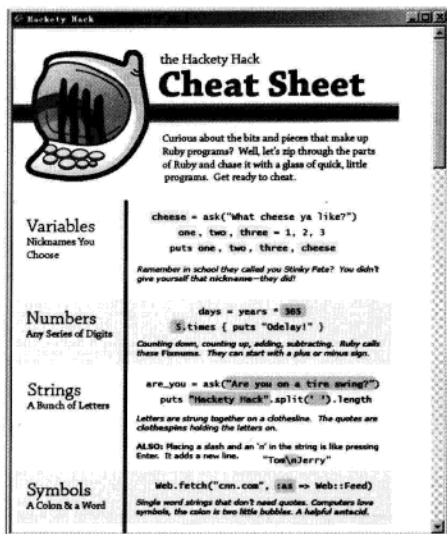 Hackety Hack
the Hackety Hack
Cheat Sheet
Curious about the bits and pieces that make up
Ruby programs? Well, let's zip through the parts
of Ruby and chase it with a glass of quick, little
programs. Get ready to cheat.
Variables
Nicknames You
Choose
cheese = ask("What cheese ya like?")
one, two, three = 1, 2, 3
puts one, two, three, cheese
Remember in school they called you Stinky Pete? You didn't
give yourself that nickname—they did!
Numbers
Any Series of Digits
days = years * 365
5.times { puts "Odelay!" }
Counting down, counting up, adding, subtracting. Ruby calls
these Fixnums. They can start with a plus or minus sign.
Strings
A Bunch of Letters
are_you = ask("Are you on a tire swing?")
puts "Hackety Hack".split(' ').length
Letters are strung together on a clothesline. The quotes are
clothespins holding the letters on.
ALSO: Placing a slash and an 'n' in the string is like pressing
Enter. It adds a new line. "Tom\nJerry"
Symbols
A Colon & a Word
Web.fetch("cnn.com", :as => Web::Feed)
Single word strings that don't need quotes. Computers love
symbols, the colon is two little bubbles. A helpful antacid.